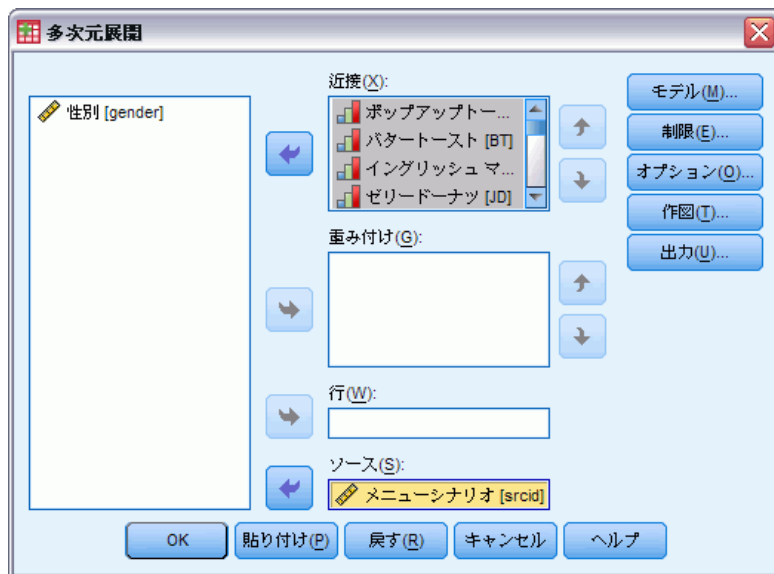 多次元展開
性別 [gender]
近接(X):
ポップアップトー...
バタートースト [BT]
イングリッシュ マ...
ゼリードーナツ [JD]
重み付け(G):
行(W):
ソース(S):
メニューシナリオ [srcid]
モデル(M)...
制限(E)...
オプション(O)...
作図(T)...
出力(U)...
OK
貼り付け(P)
戻す(R)
キャンセル
ヘルプ